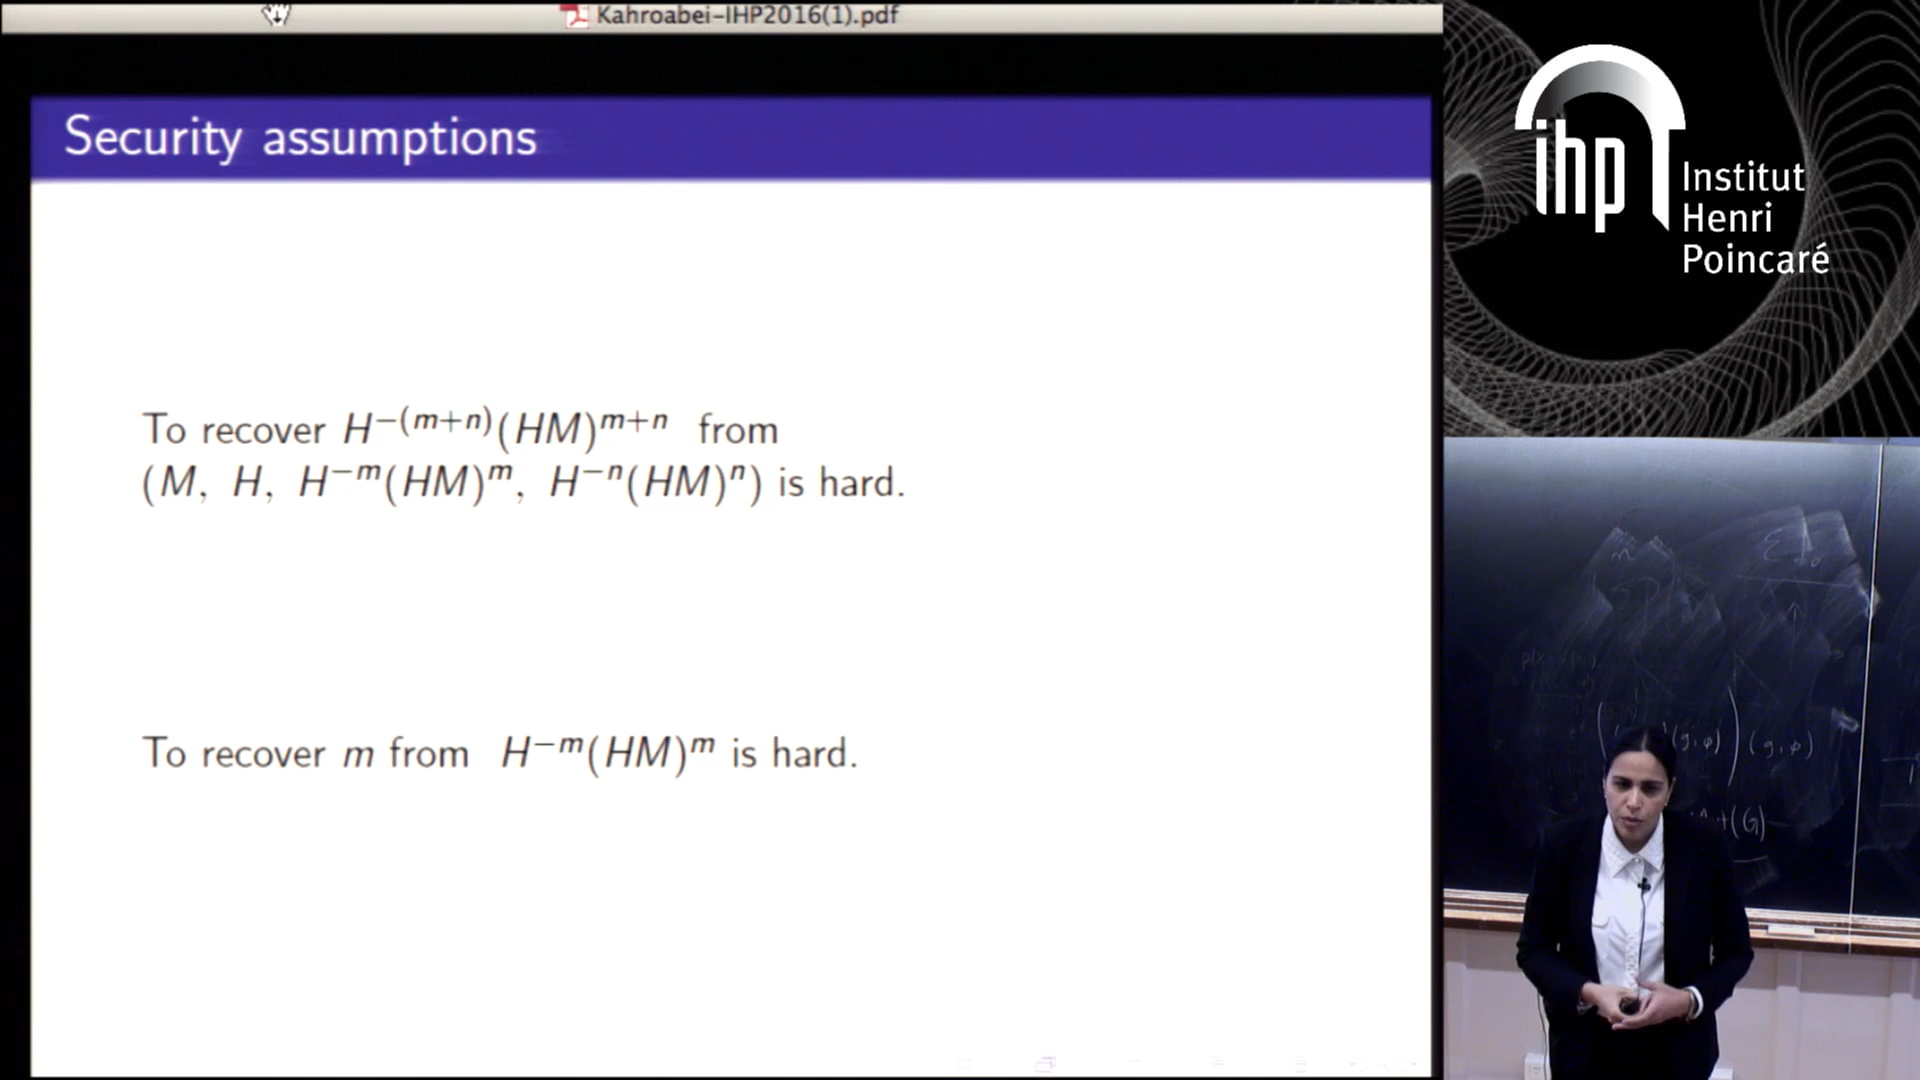 Kahroabei-IHP2016(1).pdf
Security assumptions
To recover H^{-(m+n)}(HM)^{m+n} from
(M, H, H^{-m}(HM)^m, H^{-n}(HM)^n) is hard.
To recover m from H^{-m}(HM)^m is hard.
ihp
Institut
Henri
Poincaré
(g,φ)
(g,φ)
(G)